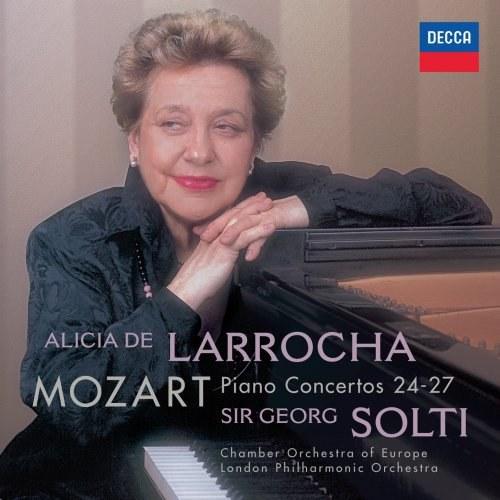 DECCA
ALICIA DE LARROCHA
MOZART Piano Concertos 24-27
SIR GEORG SOLTI
Chamber Orchestra of Europe
London Philharmonic Orchestra